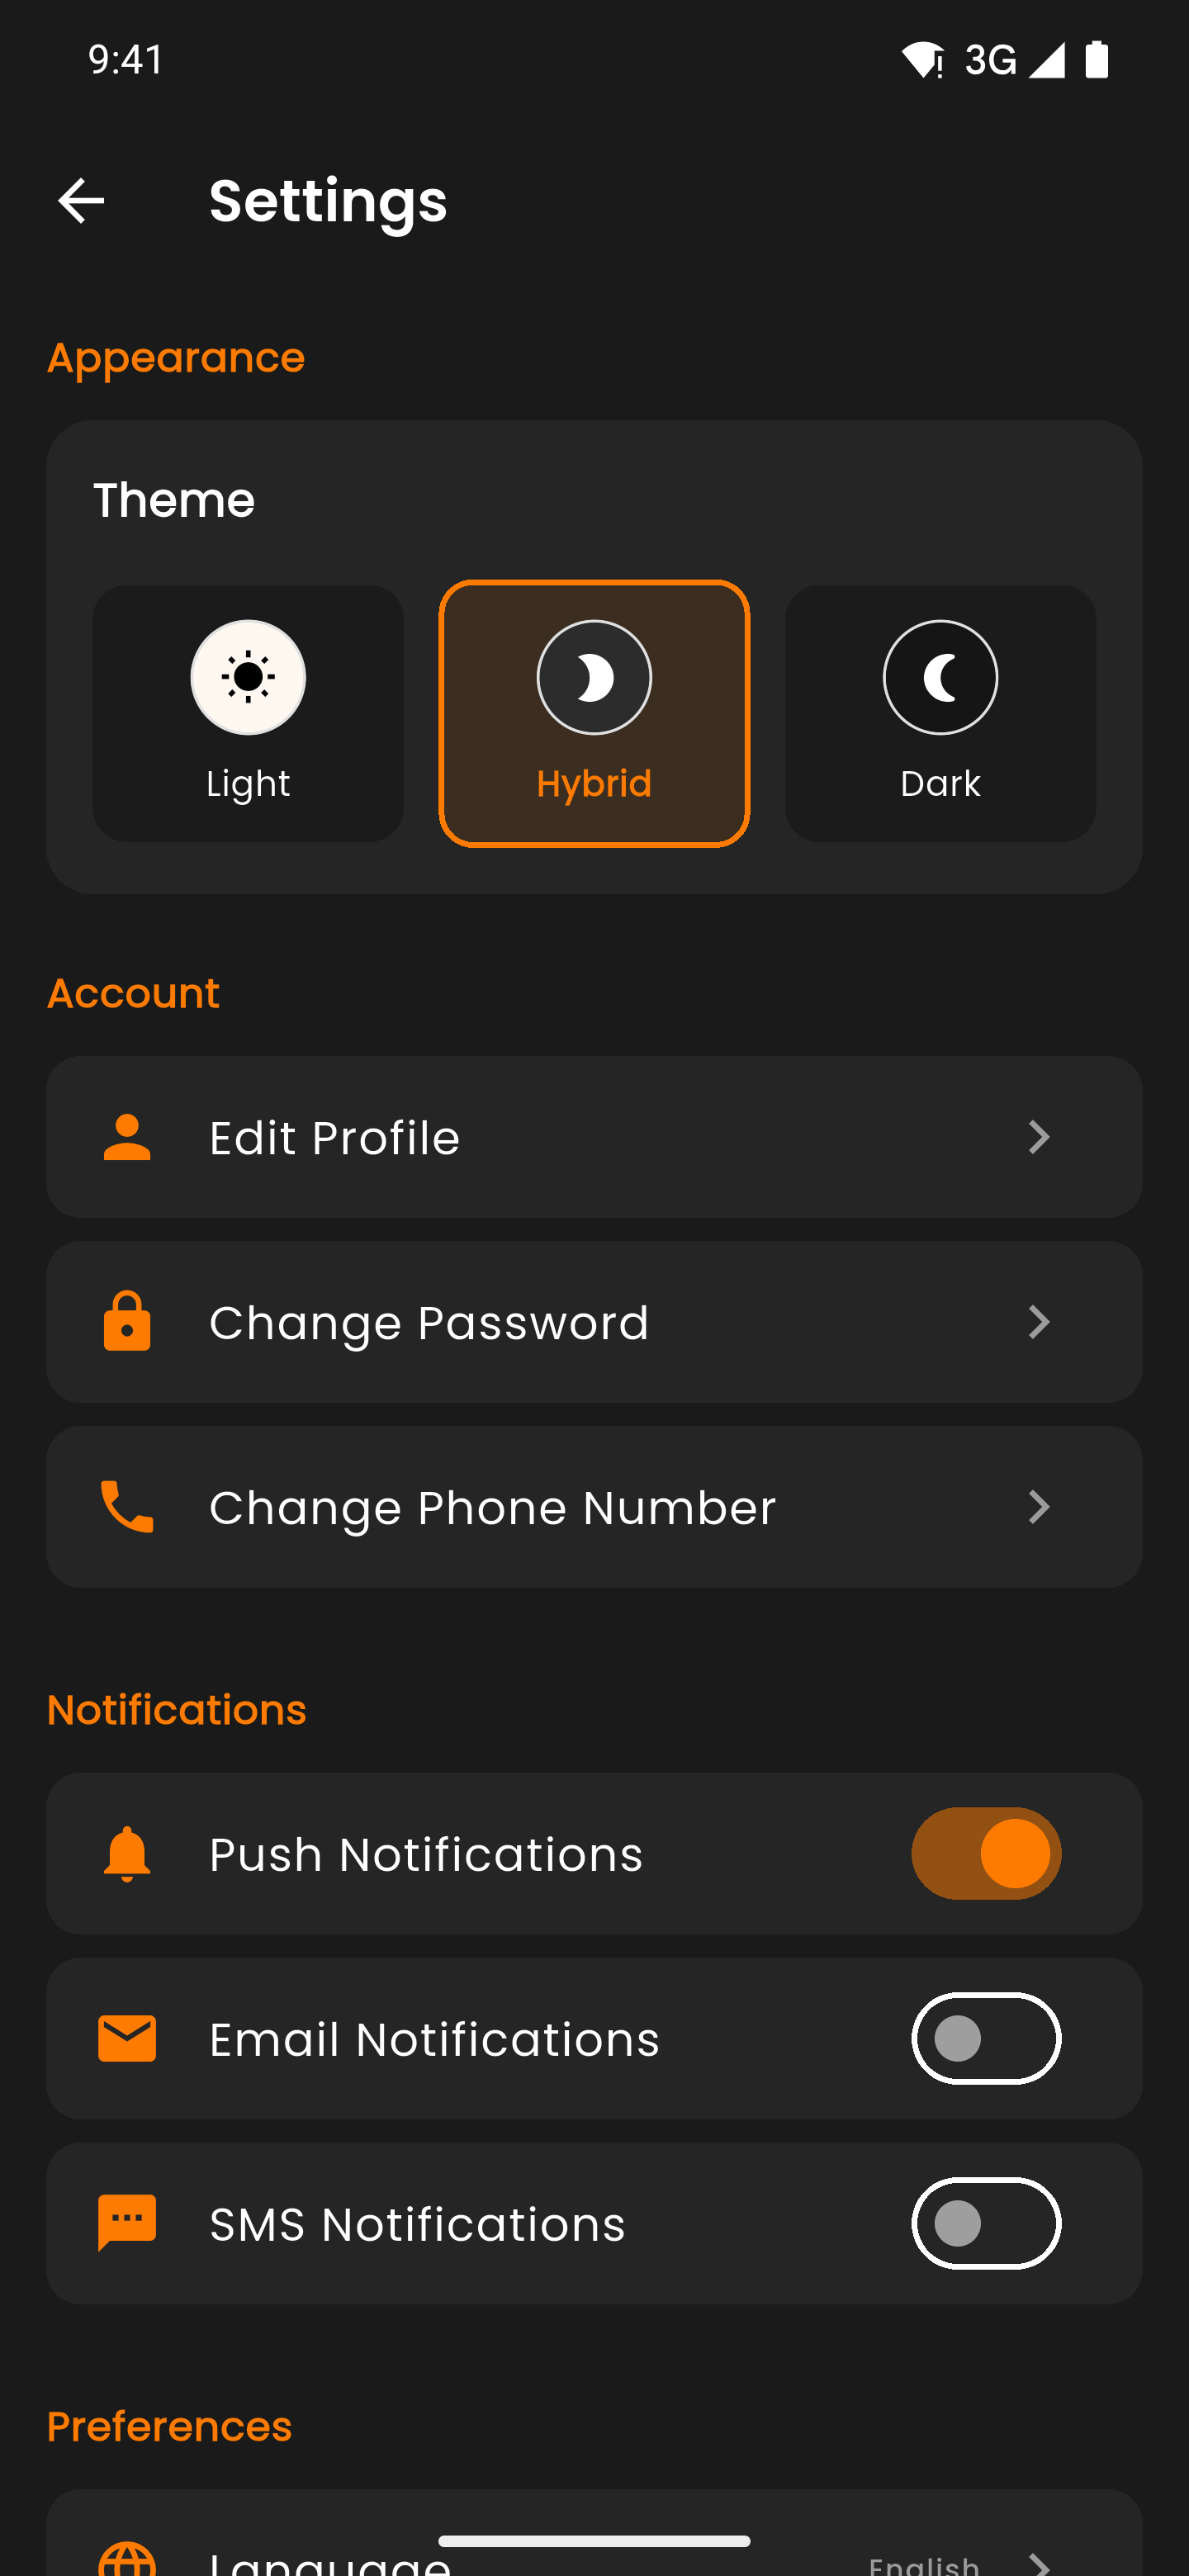 9:41 3G
Settings
Appearance
Theme
Light Hybrid Dark
Account
Edit Profile
Change Password
Change Phone Number
Notifications
Push Notifications
Email Notifications
SMS Notifications
Preferences
Language English